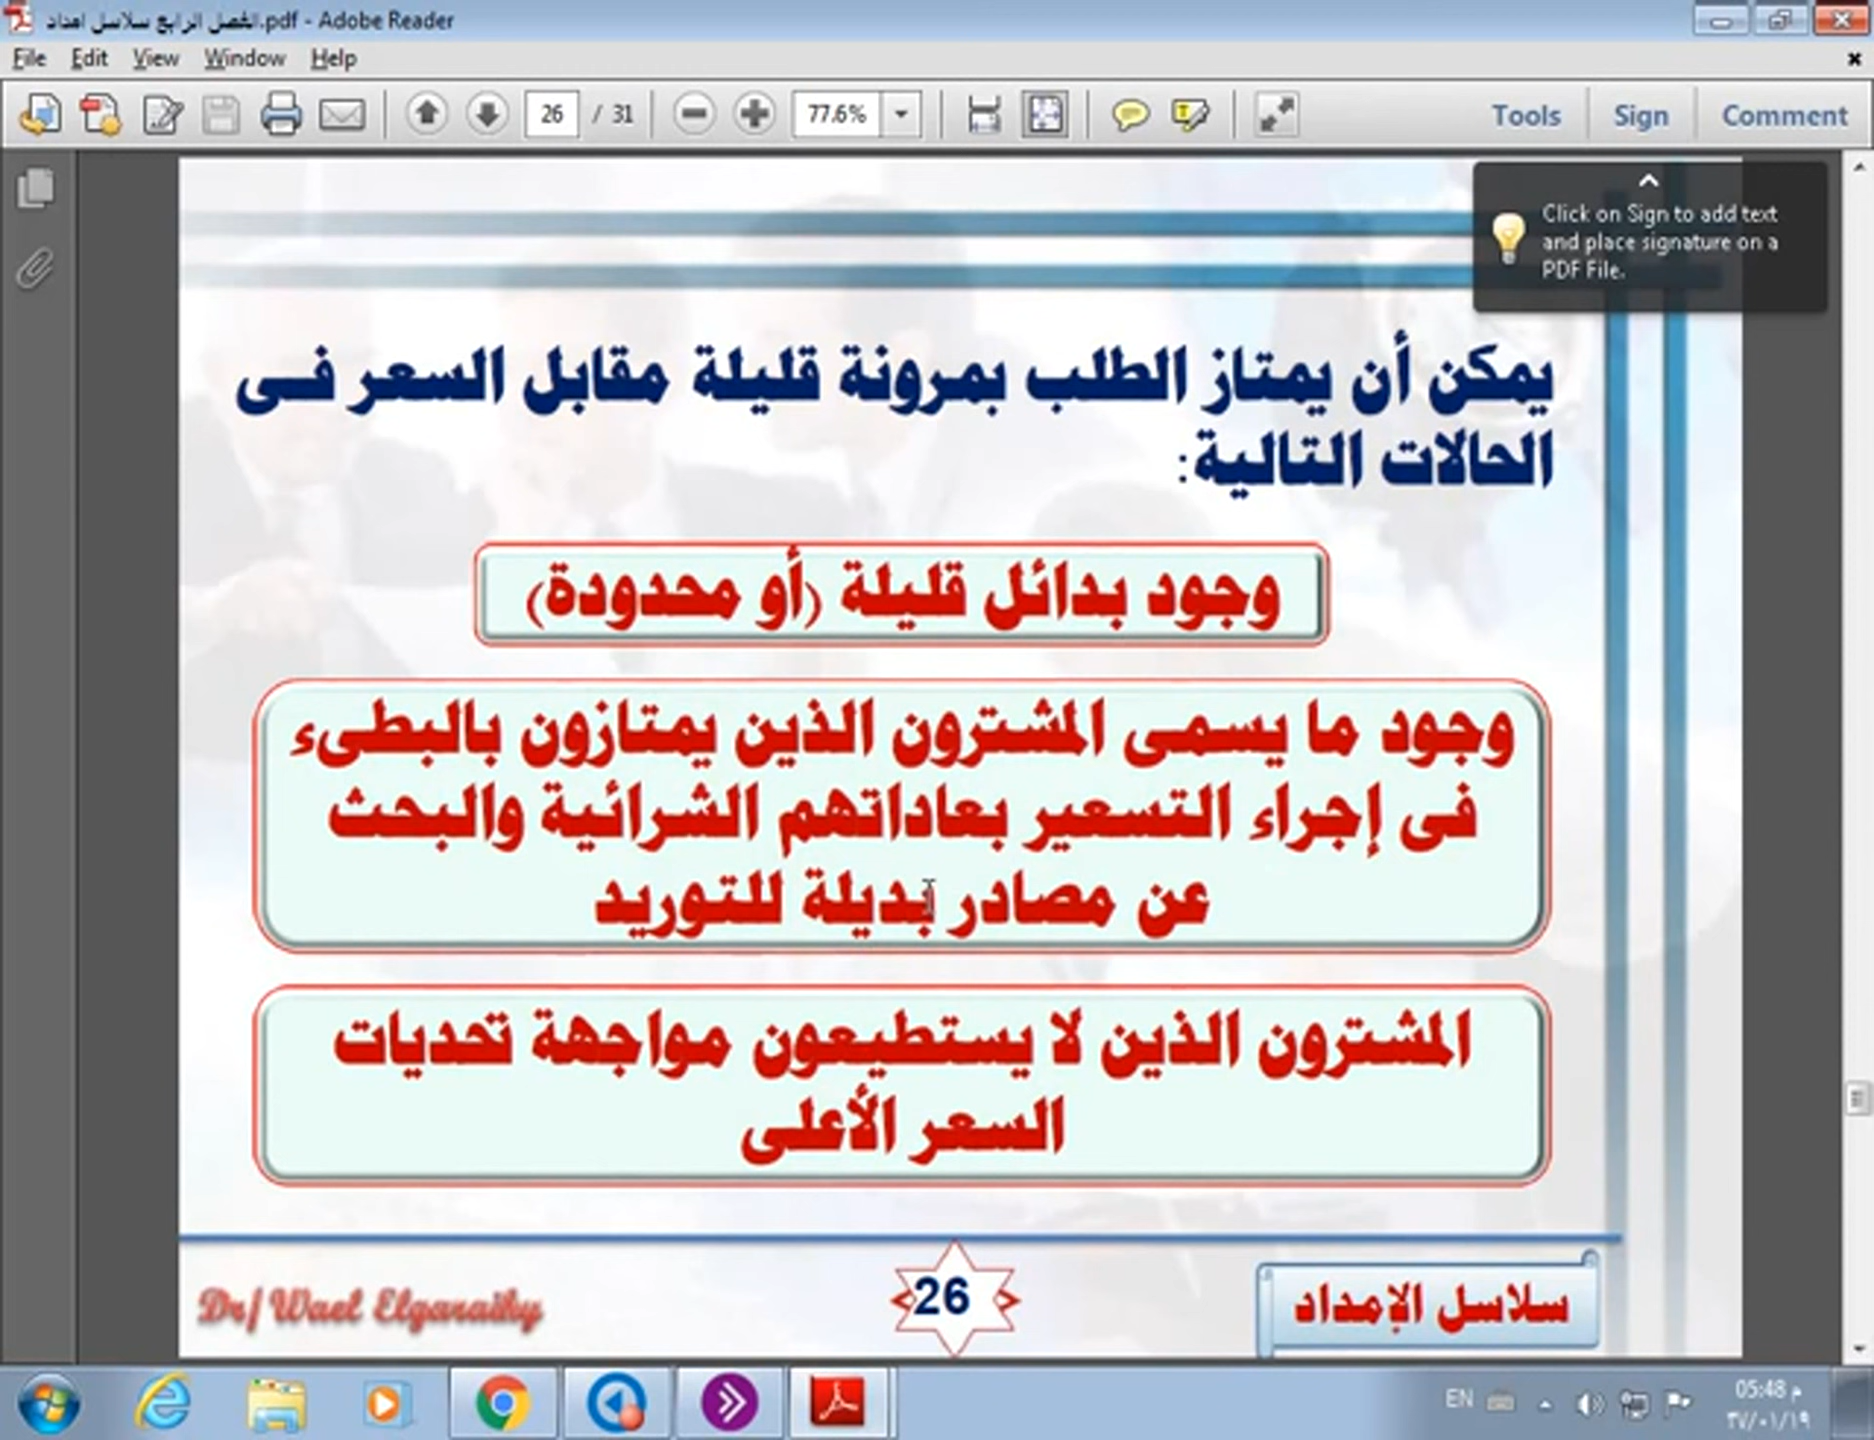 الفصل الرابع سلاسل امداد.pdf - Adobe Reader
File Edit View Window Help
26 / 31 77.6% Tools Sign Comment
Click on Sign to add text
and place signature on a
PDF File.
يمكن أن يمتاز الطلب بمرونة قليلة مقابل السعر فى
الحالات التالية:
وجود بدائل قليلة (أو محدودة)
وجود ما يسمى المشترون الذين يمتازون بالبطىء
فى إجراء التسعير بعاداتهم الشرائية والبحث
عن مصادر بديلة للتوريد
المشترون الذين لا يستطيعون مواجهة تحديات
السعر الأعلى
Dr/Wael Elgaraihy
26
سلاسل الإمداد
EN
05:48 م
٣٧/٠١/١٩